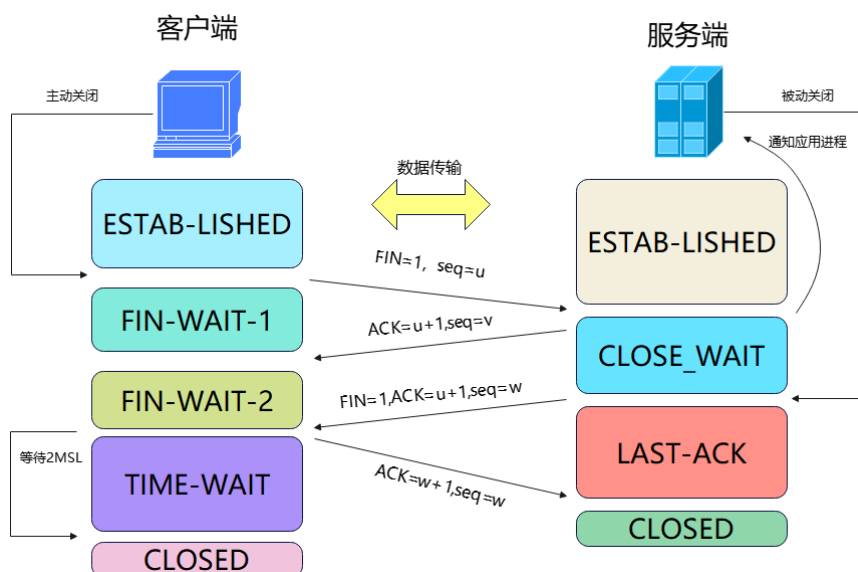 客户端
服务端
主动关闭
被动关闭
通知应用进程
数据传输
ESTAB-LISHED
ESTAB-LISHED
FIN=1, seq=u
FIN-WAIT-1
ACK=u+1,seq=v
CLOSE_WAIT
FIN-WAIT-2
FIN=1,ACK=u+1,seq=w
等待2MSL
LAST-ACK
TIME-WAIT
ACK=w+1,seq=w
CLOSED
CLOSED